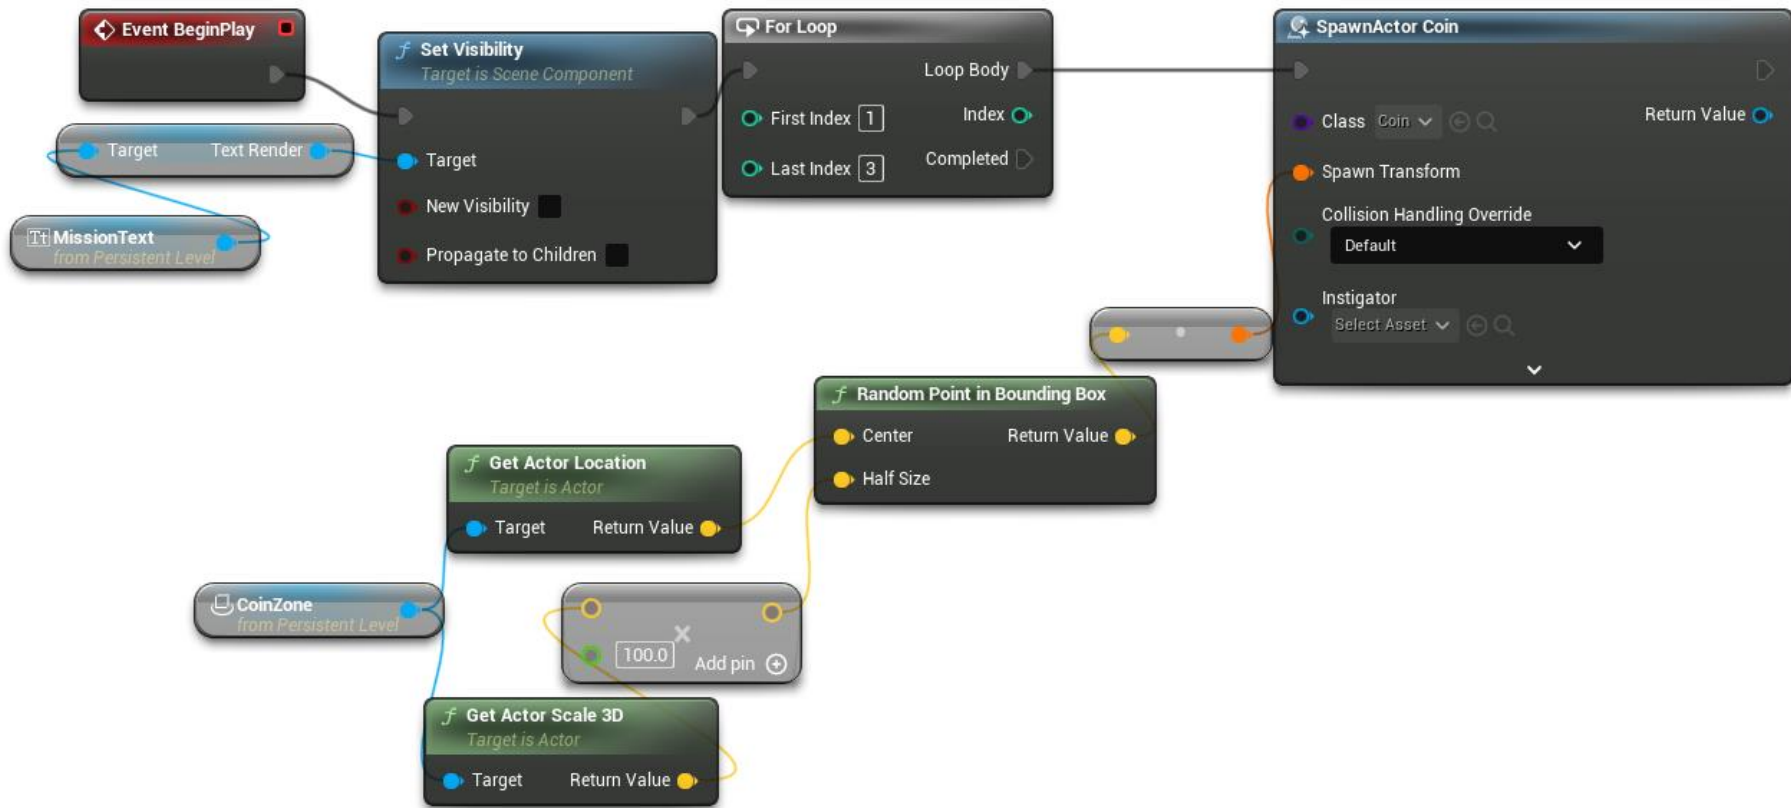 Event BeginPlay
Target Text Render
MissionText
from Persistent Level
f Set Visibility
Target is Scene Component
Target
New Visibility
Propagate to Children
For Loop
Loop Body
First Index 1 Index
Last Index 3 Completed
SpawnActor Coin
Class Coin Return Value
Spawn Transform
Collision Handling Override
Default
Instigator
Select Asset
f Random Point in Bounding Box
Center Return Value
Half Size
f Get Actor Location
Target is Actor
Target Return Value
CoinZone
from Persistent Level
×
100.0 Add pin
f Get Actor Scale 3D
Target is Actor
Target Return Value